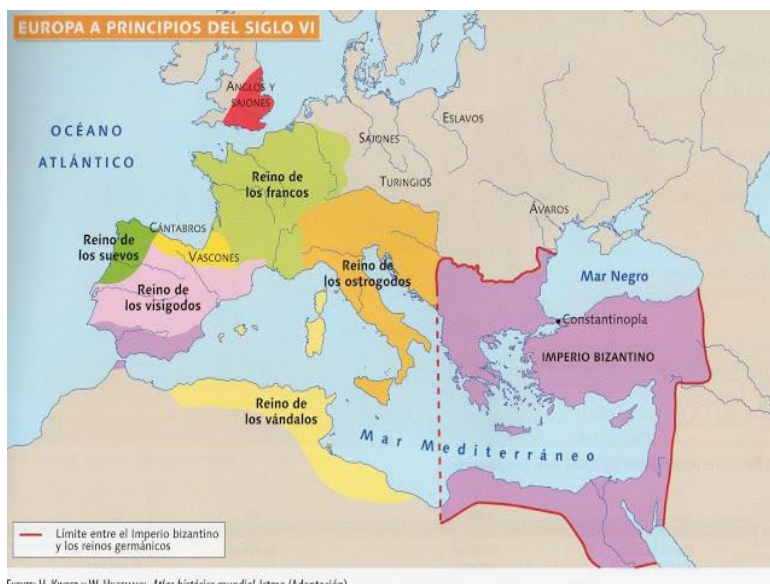 EUROPA A PRINCIPIOS DEL SIGLO VI
ANGLOS Y
SAJONES
OCÉANO
ATLÁNTICO
SAJONES
ESLAVOS
TURINGIOS
Reino de
los francos
ÁVAROS
CÁNTABROS
Reino de
los suevos
VASCONES
Reino de
los ostrogodos
Mar Negro
Reino de
los visigodos
Constantinopla
IMPERIO BIZANTINO
Reino de
los vándalos
Mar Mediterráneo
Límite entre el Imperio bizantino
y los reinos germánicos
Atlas histórico mundial. Istmo (Adaptación)